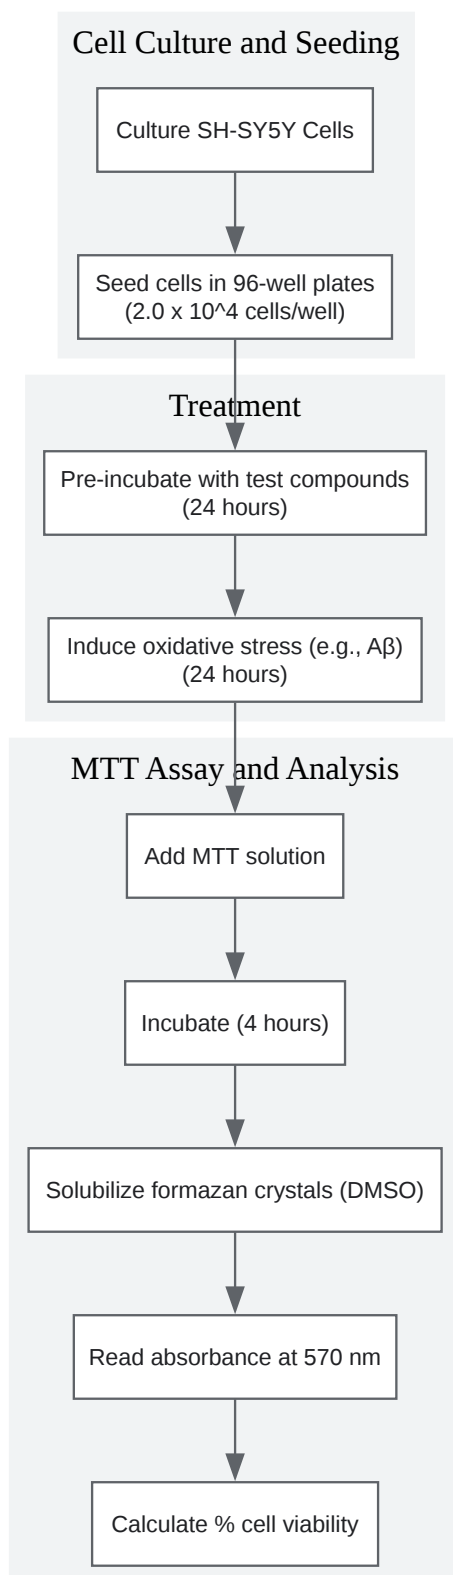 Cell Culture and Seeding
Culture SH-SY5Y Cells
Seed cells in 96-well plates
(2.0 x 10^4 cells/well)
Treatment
Pre-incubate with test compounds
(24 hours)
Induce oxidative stress (e.g., Aβ)
(24 hours)
MTT Assay and Analysis
Add MTT solution
Incubate (4 hours)
Solubilize formazan crystals (DMSO)
Read absorbance at 570 nm
Calculate % cell viability